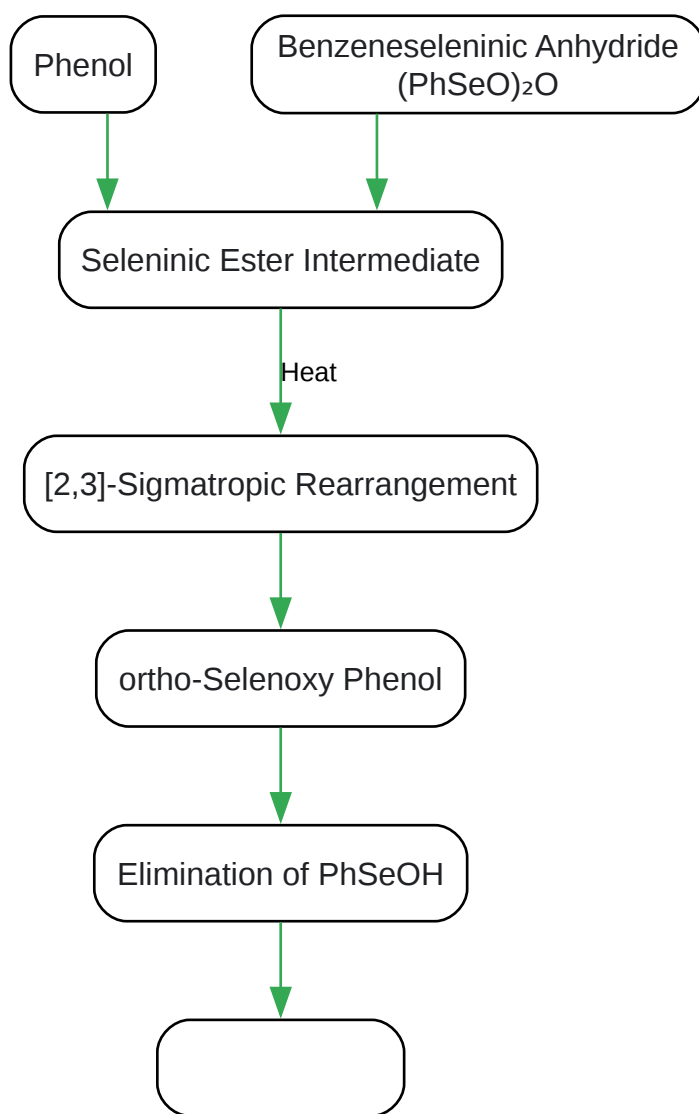 Phenol
Benzeneseleninic Anhydride
(PhSeO)₂O
Seleninic Ester Intermediate
Heat
[2,3]-Sigmatropic Rearrangement
ortho-Selenoxy Phenol
Elimination of PhSeOH